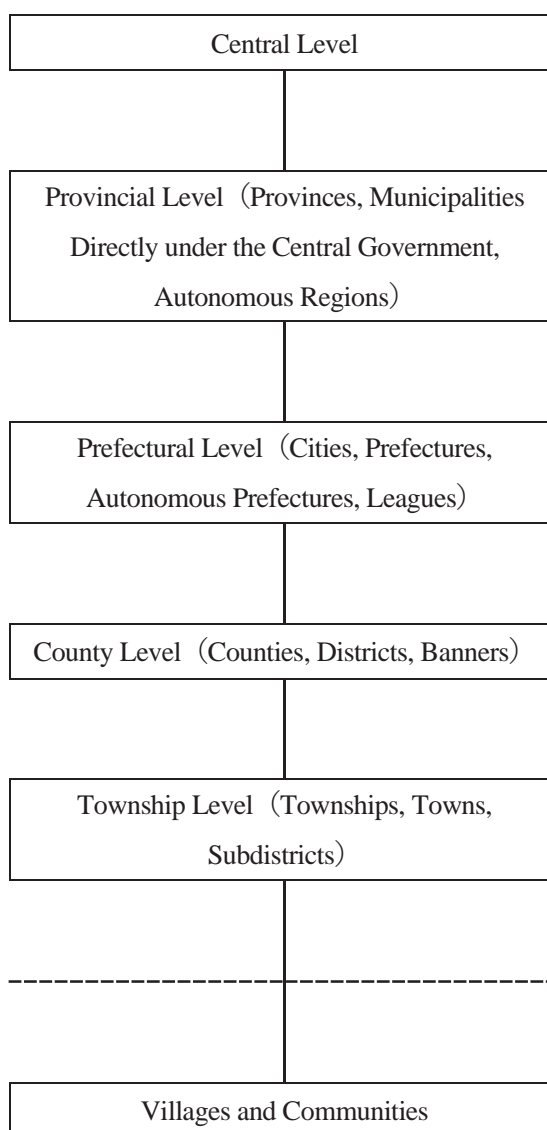 Central Level
Provincial Level（Provinces, Municipalities
Directly under the Central Government,
Autonomous Regions）
Prefectural Level（Cities, Prefectures,
Autonomous Prefectures, Leagues）
County Level（Counties, Districts, Banners）
Township Level（Townships, Towns,
Subdistricts）
Villages and Communities